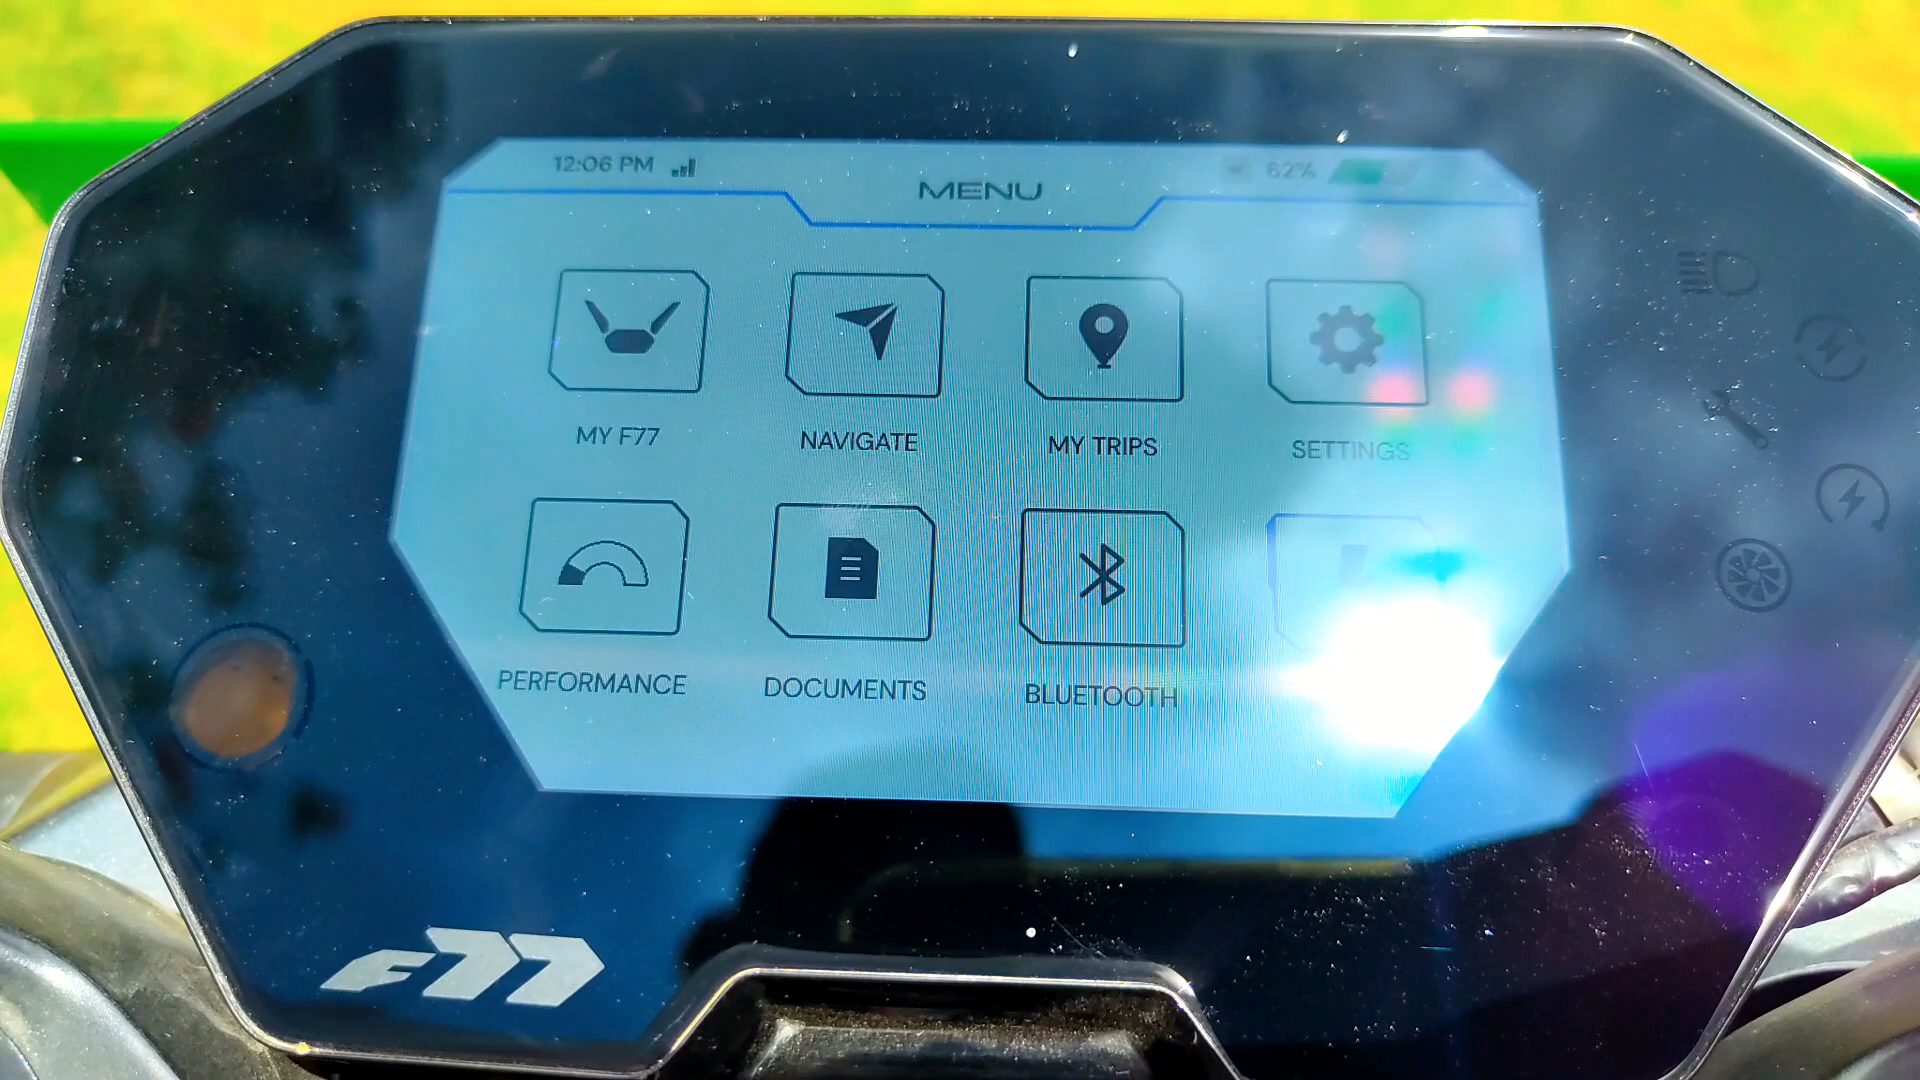 12:06 PM
62%
MENU
MY F77
NAVIGATE
MY TRIPS
SETTINGS
PERFORMANCE
DOCUMENTS
BLUETOOTH
F77